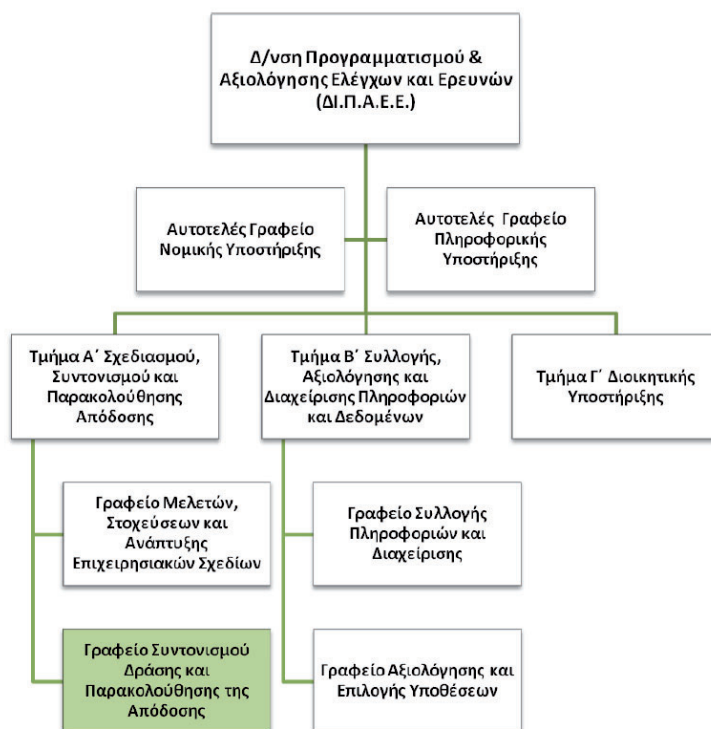 Δ/νση Προγραμματισμού &
Αξιολόγησης Ελέγχων και Ερευνών
(ΔΙ.Π.Α.Ε.Ε.)
Αυτοτελές Γραφείο
Νομικής Υποστήριξης
Αυτοτελές Γραφείο
Πληροφορικής
Υποστήριξης
Τμήμα Α΄ Σχεδιασμού,
Συντονισμού και
Παρακολούθησης
Απόδοσης
Τμήμα Β΄ Συλλογής,
Αξιολόγησης και
Διαχείρισης Πληροφοριών
και Δεδομένων
Τμήμα Γ΄ Διοικητικής
Υποστήριξης
Γραφείο Μελετών,
Στοχεύσεων και
Ανάπτυξης
Επιχειρησιακών Σχεδίων
Γραφείο Συλλογής
Πληροφοριών και
Διαχείρισης
Γραφείο Συντονισμού
Δράσης και
Παρακολούθησης της
Απόδοσης
Γραφείο Αξιολόγησης και
Επιλογής Υποθέσεων